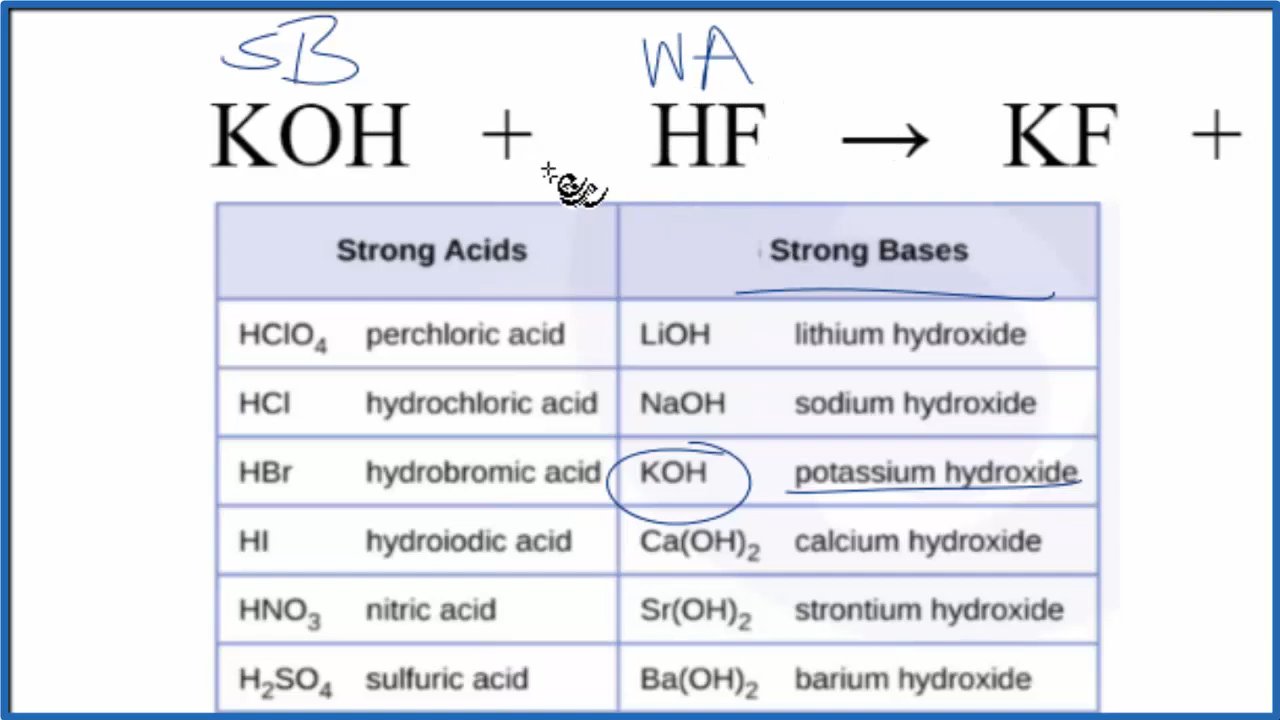 SB WA
KOH + HF → KF +
Strong Acids Strong Bases
HClO₄ perchloric acid LiOH lithium hydroxide
HCl hydrochloric acid NaOH sodium hydroxide
HBr hydrobromic acid KOH potassium hydroxide
HI hydroiodic acid Ca(OH)₂ calcium hydroxide
HNO₃ nitric acid Sr(OH)₂ strontium hydroxide
H₂SO₄ sulfuric acid Ba(OH)₂ barium hydroxide